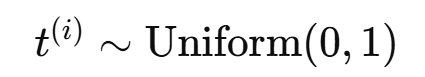 t^{(i)} ∼ Uniform(0, 1)